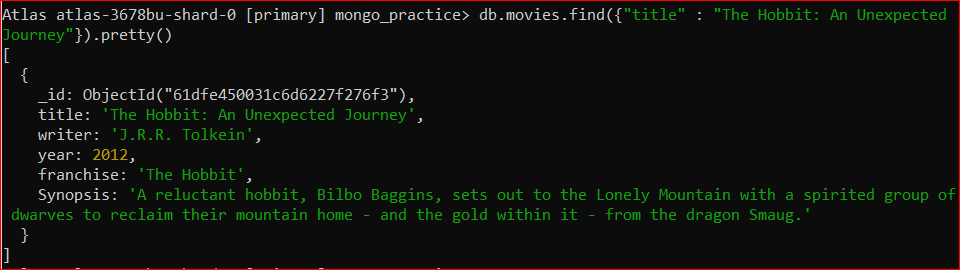 Atlas atlas-3678bu-shard-0 [primary] mongo_practice> db.movies.find({"title" : "The Hobbit: An Unexpected
Journey"}).pretty()
[
  {
    _id: ObjectId("61dfe450031c6d6227f276f3"),
    title: 'The Hobbit: An Unexpected Journey',
    writer: 'J.R.R. Tolkein',
    year: 2012,
    franchise: 'The Hobbit',
    Synopsis: 'A reluctant hobbit, Bilbo Baggins, sets out to the Lonely Mountain with a spirited group of
 dwarves to reclaim their mountain home - and the gold within it - from the dragon Smaug.'
  }
]